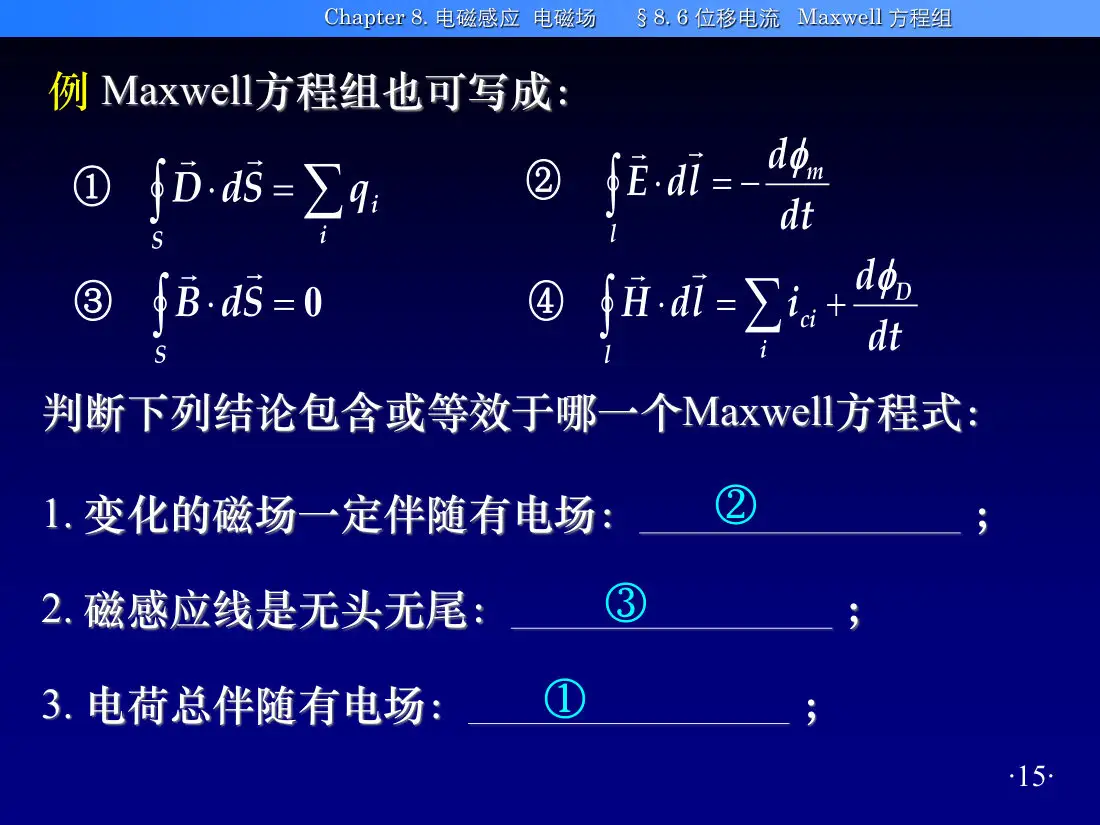 Chapter 8. 电磁感应 电磁场 §8. 6 位移电流 Maxwell 方程组
例 Maxwell方程组也可写成：
① ∮_S D⃗·dS⃗ = ∑_i q_i ② ∮_l E⃗·dl⃗ = −dϕ_m/dt
③ ∮_S B⃗·dS⃗ = 0 ④ ∮_l H⃗·dl⃗ = ∑_i i_ci + dϕ_D/dt
判断下列结论包含或等效于哪一个Maxwell方程式：
1. 变化的磁场一定伴随有电场：____②____；
2. 磁感应线是无头无尾：____③____；
3. 电荷总伴随有电场：____①____；
·15·